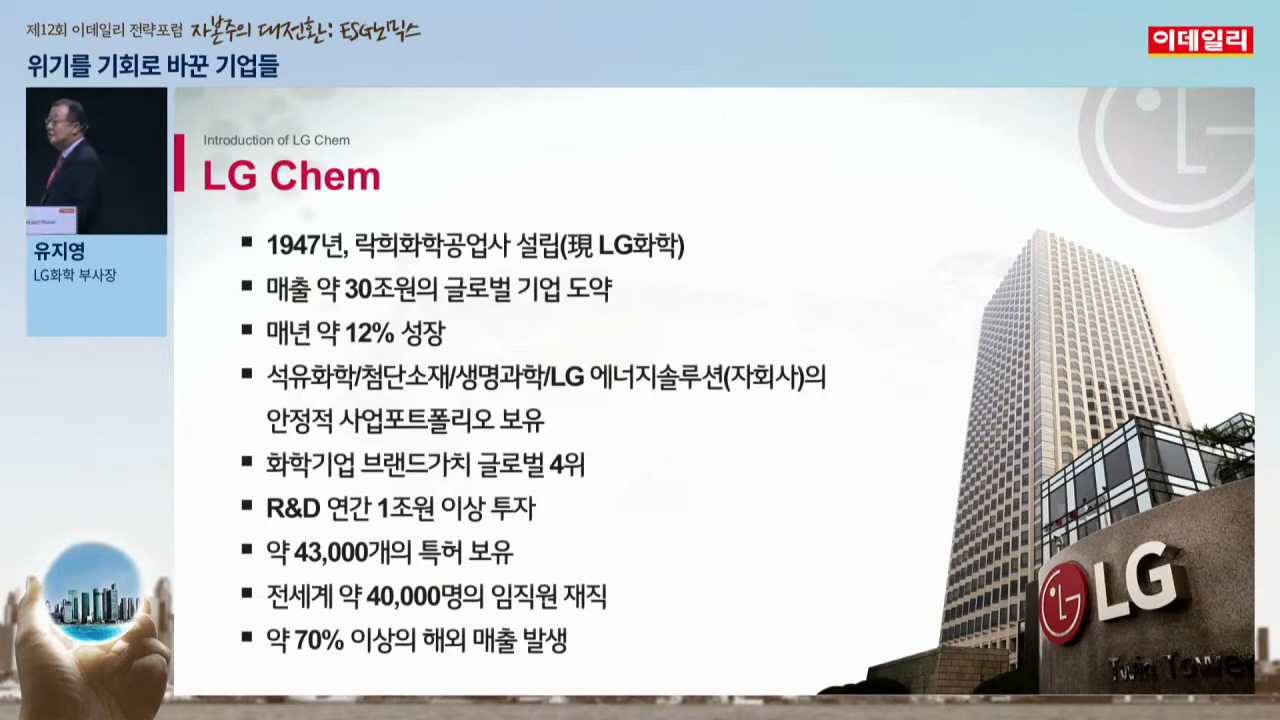 제12회 이데일리 전략포럼 자본주의 대전환: ESG노믹스
이데일리
위기를 기회로 바꾼 기업들
유지영
LG화학 부사장
Introduction of LG Chem
LG Chem
1947년, 락희화학공업사 설립(現 LG화학)
매출 약 30조원의 글로벌 기업 도약
매년 약 12% 성장
석유화학/첨단소재/생명과학/LG 에너지솔루션(자회사)의
안정적 사업포트폴리오 보유
화학기업 브랜드가치 글로벌 4위
R&D 연간 1조원 이상 투자
약 43,000개의 특허 보유
전세계 약 40,000명의 임직원 재직
약 70% 이상의 해외 매출 발생
LG
Twin Tower